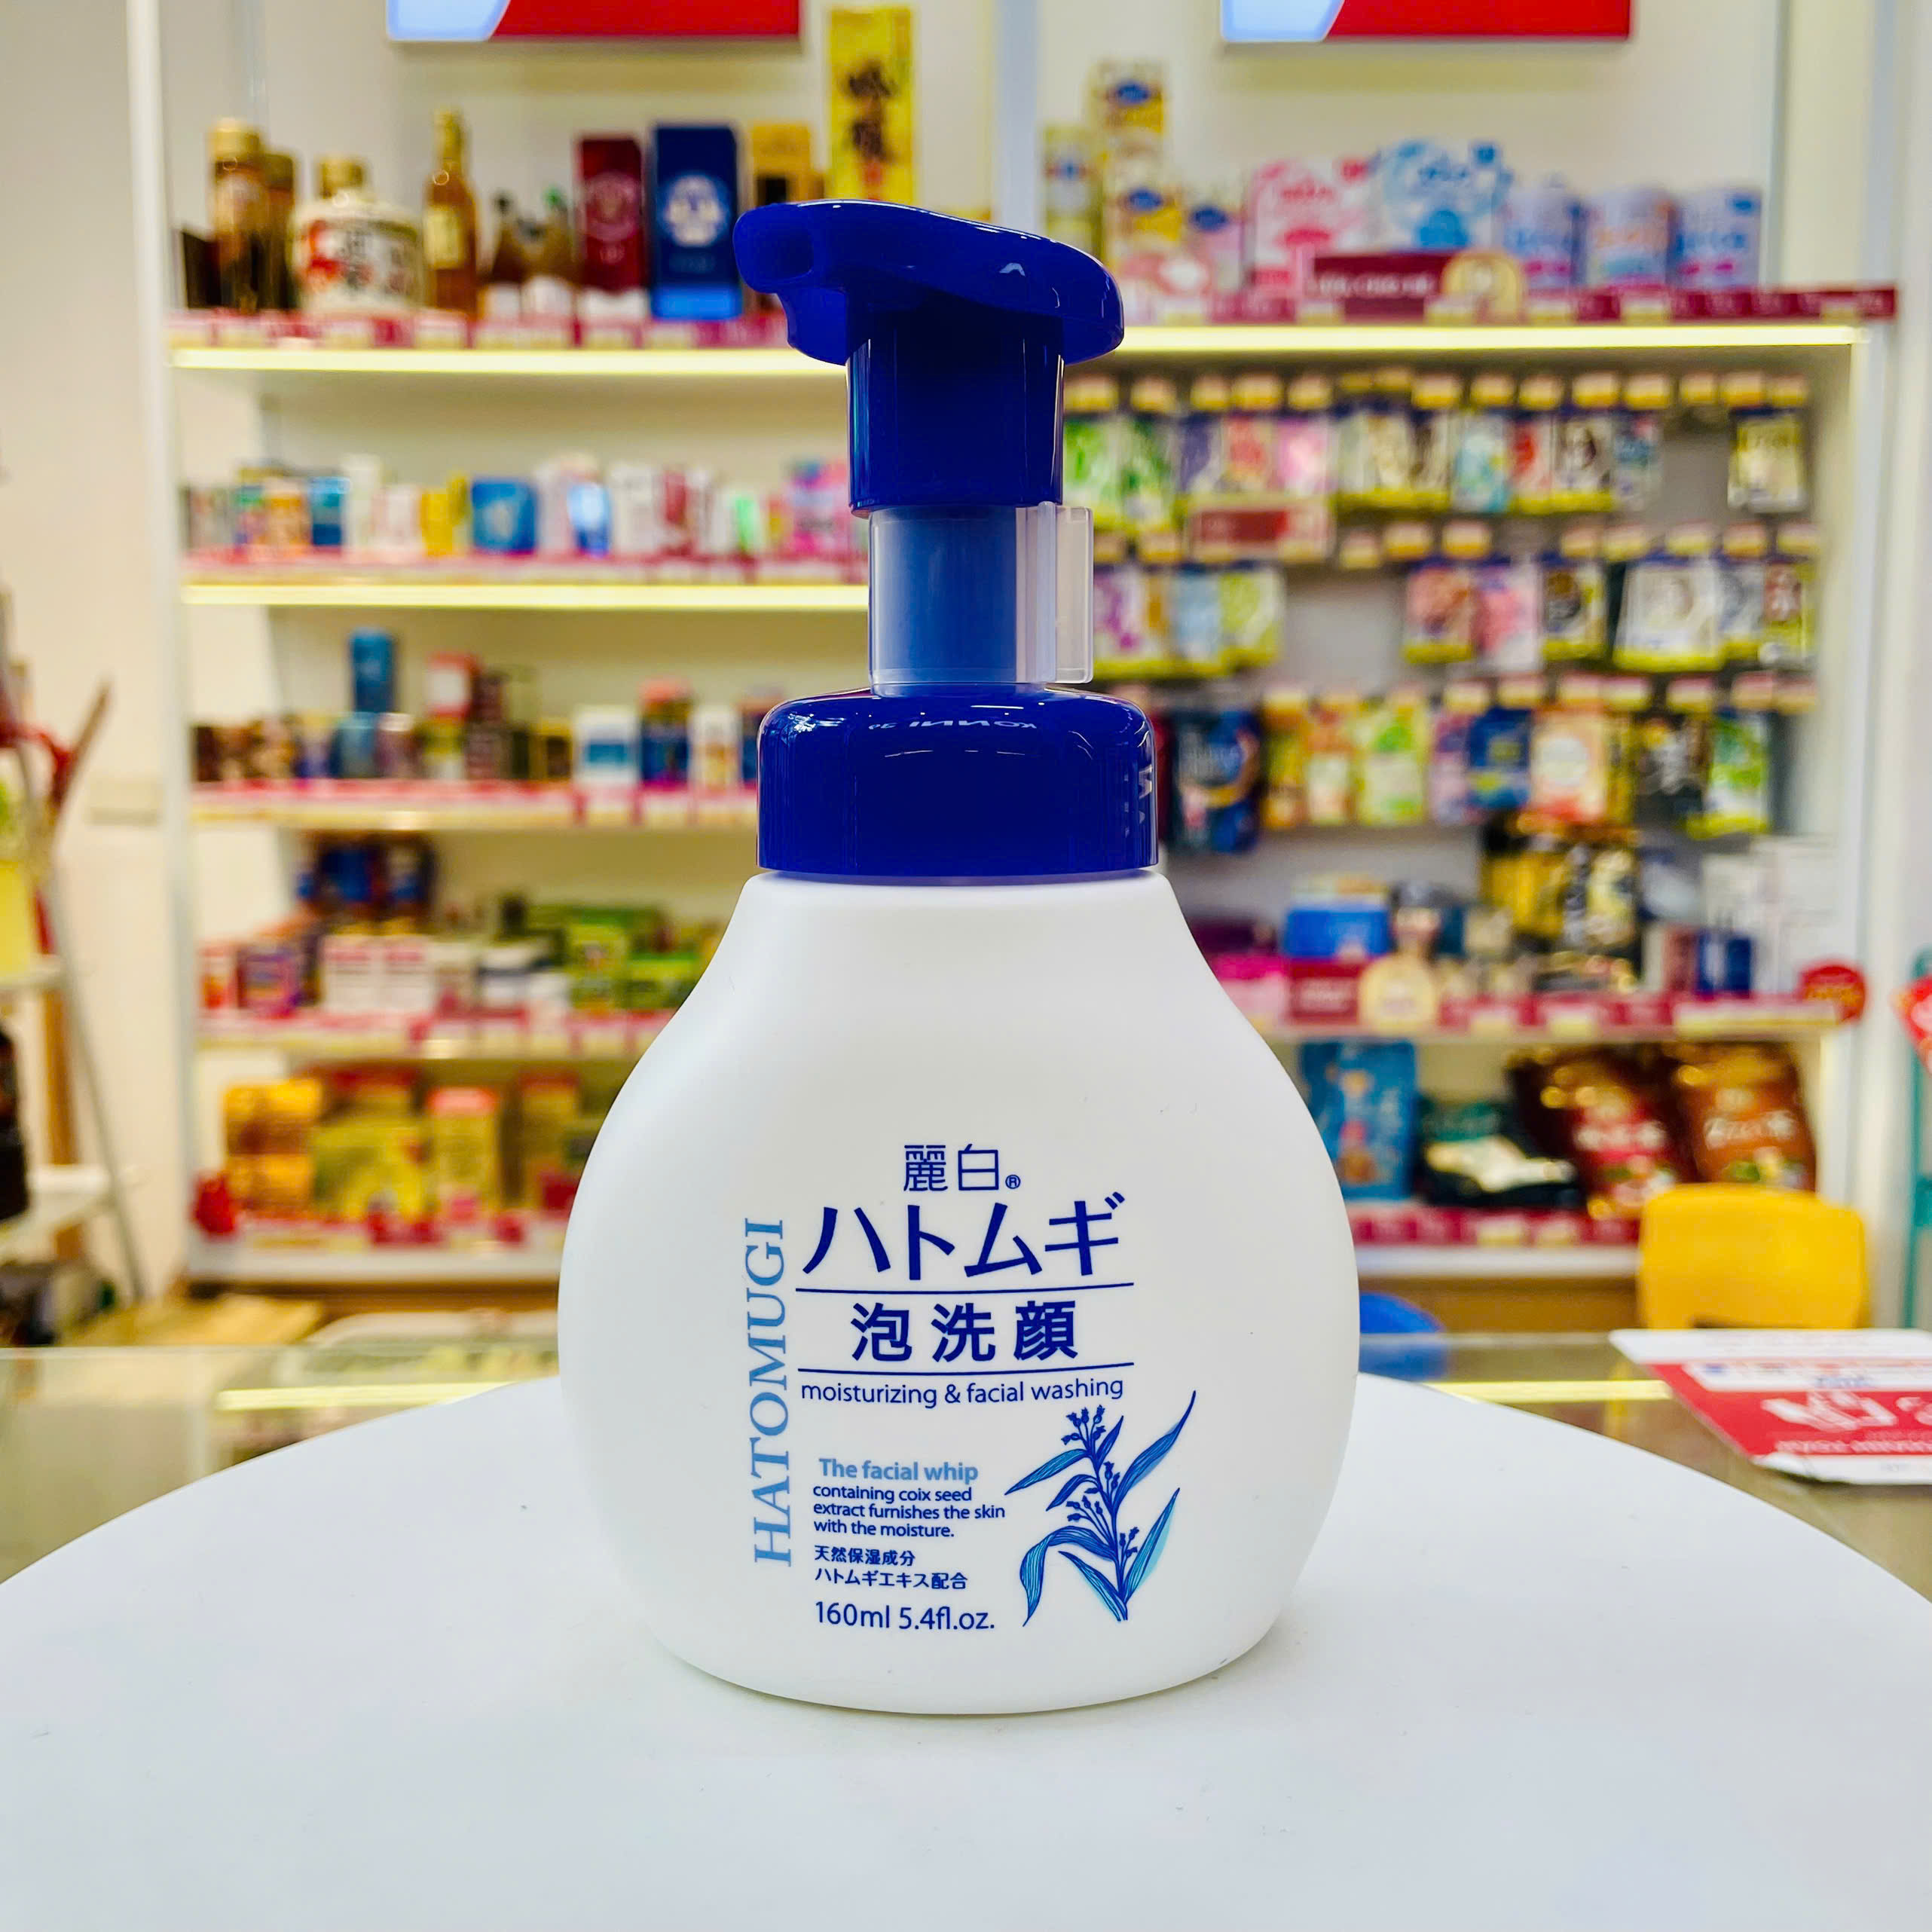 麗白®
ハトムギ
泡洗顔
moisturizing & facial washing
HATOMUGI
The facial whip
containing coix seed
extract furnishes the skin
with the moisture.
天然保湿成分
ハトムギエキス配合
160ml 5.4fl.oz.